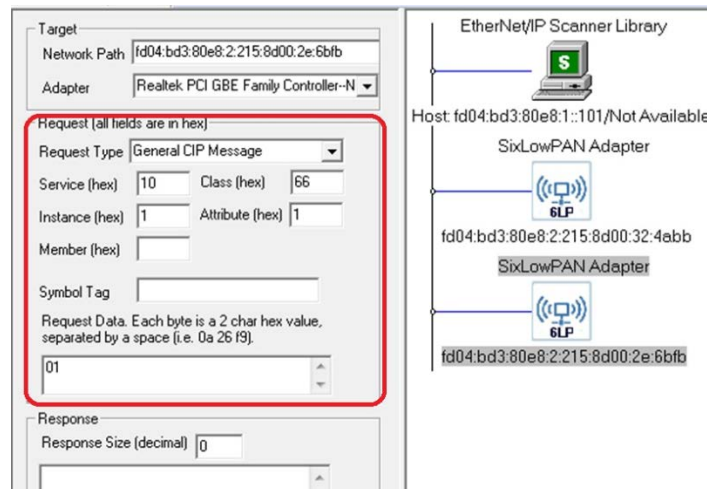 Target
Network Path fd04:bd3:80e8:2:215:8d00:2e:6bfb
Adapter Realtek PCI GBE Family Controller--N
Request (all fields are in hex)
Request Type General CIP Message
Service (hex) 10 Class (hex) 66
Instance (hex) 1 Attribute (hex) 1
Member (hex)
Symbol Tag
Request Data. Each byte is a 2 char hex value,
separated by a space (i.e. 0a 26 f9).
01
Response
Response Size (decimal) 0
EtherNet/IP Scanner Library
S
Host: fd04:bd3:80e8:1::101/Not Available
SixLowPAN Adapter
6LP
fd04:bd3:80e8:2:215:8d00:32:4abb
SixLowPAN Adapter
6LP
fd04:bd3:80e8:2:215:8d00:2e:6bfb